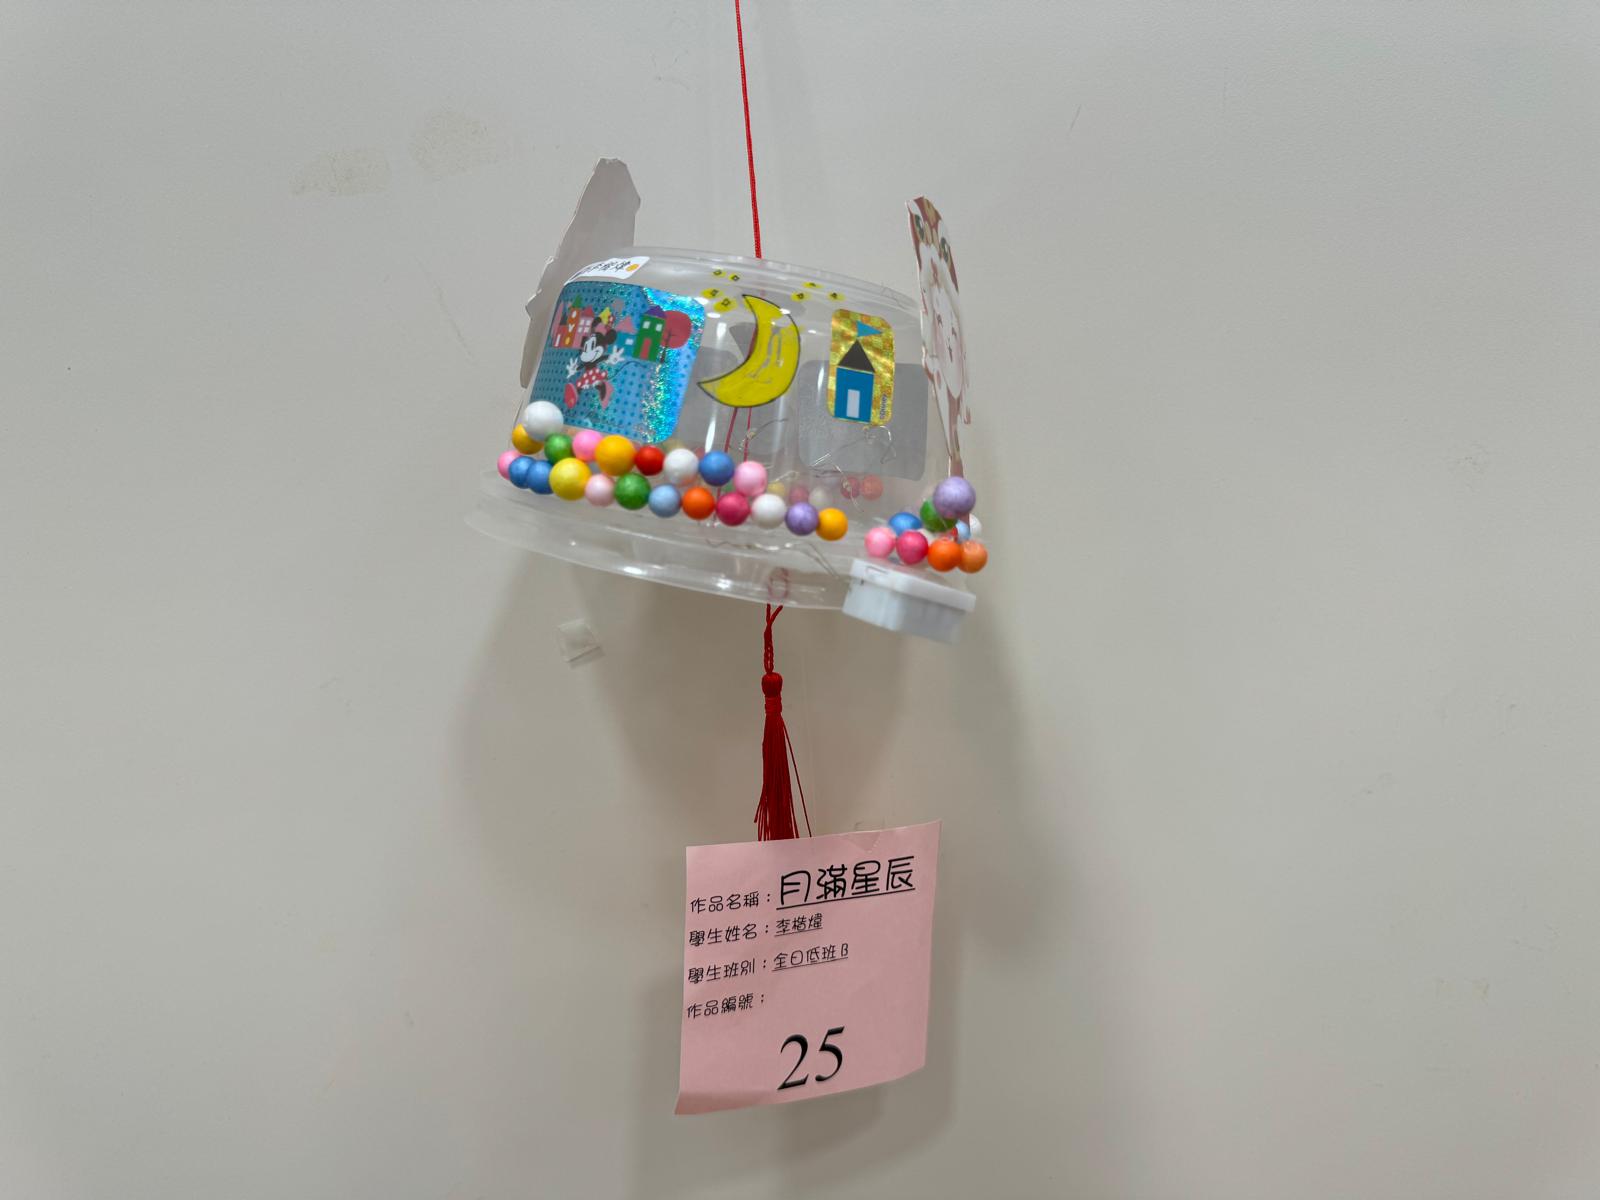 作品名稱：月滿星辰
學生姓名：李楷煒
學生班別：全日低班B
作品編號：
25